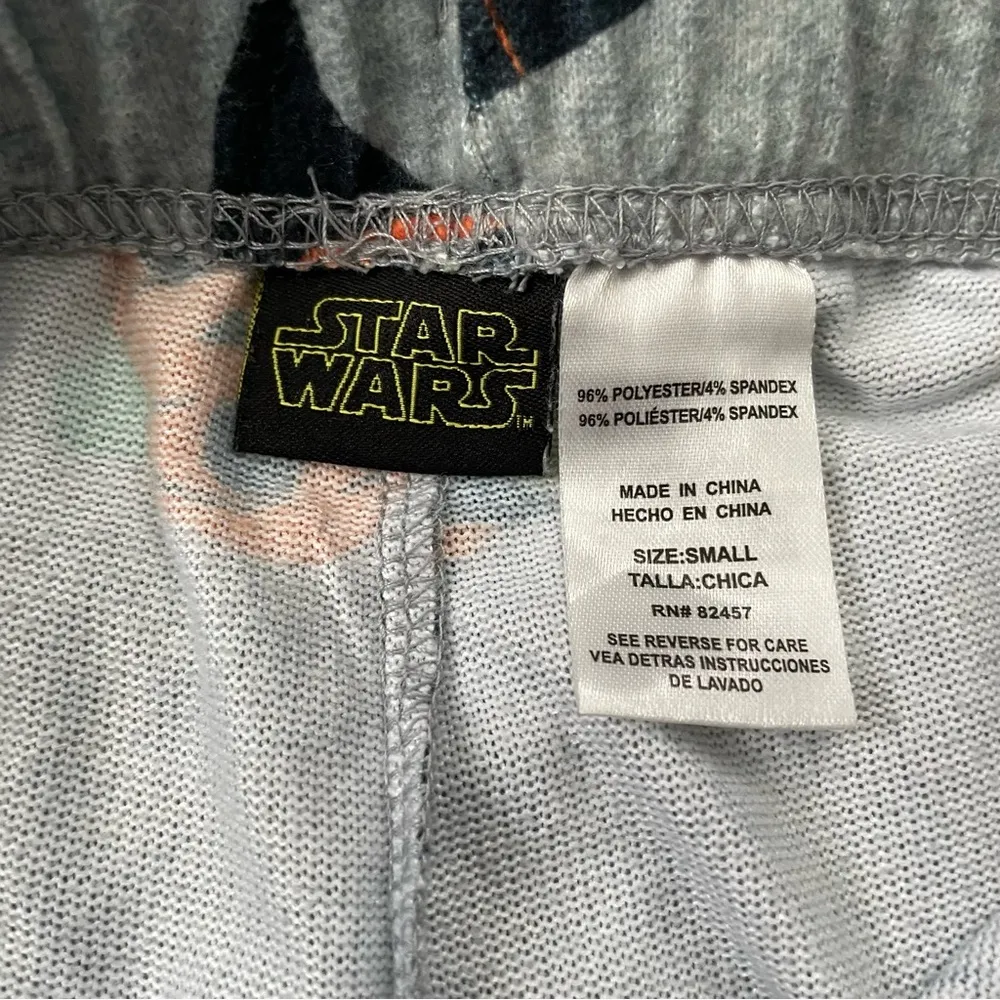 STAR
WARS
TM
96% POLYESTER/4% SPANDEX
96% POLIÉSTER/4% SPANDEX
MADE IN CHINA
HECHO EN CHINA
SIZE:SMALL
TALLA:CHICA
RN# 82457
SEE REVERSE FOR CARE
VEA DETRAS INSTRUCCIONES
DE LAVADO